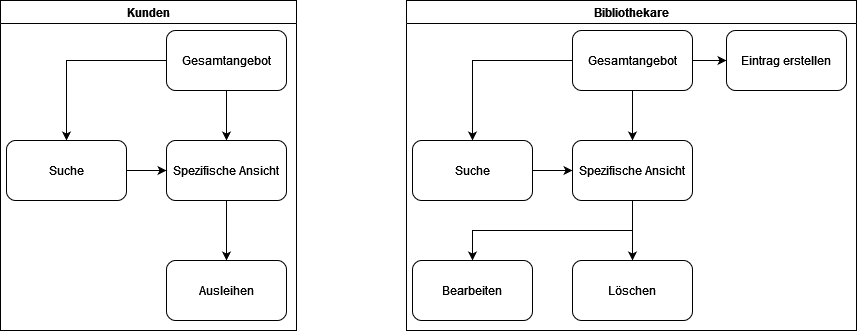 Kunden
Gesamtangebot
Suche
Spezifische Ansicht
Ausleihen
Bibliothekare
Gesamtangebot
Eintrag erstellen
Suche
Spezifische Ansicht
Bearbeiten
Löschen